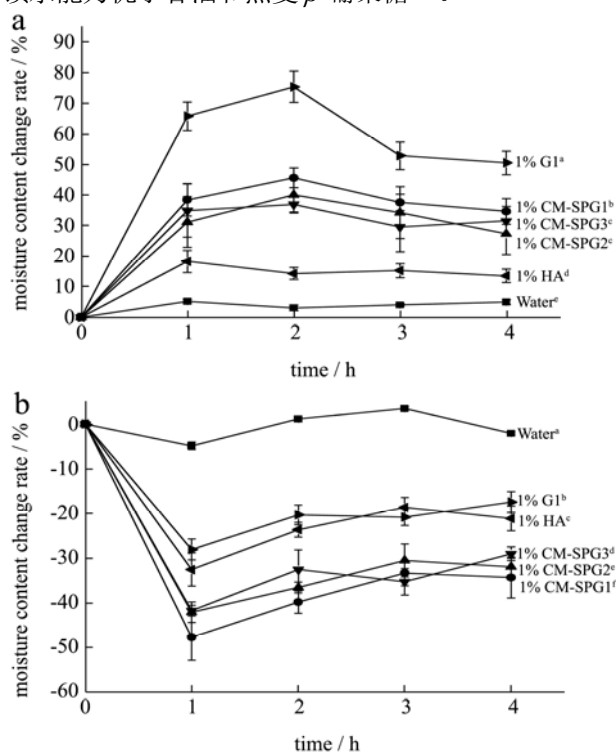 a
moisture content change rate / %
90
80
70
60
50
40
30
20
10
0
1% G1ᵃ
1% CM-SPG1ᵇ
1% CM-SPG3ᶜ
1% CM-SPG2ᶜ
1% HAᵈ
Waterᵉ
0 1 2 3 4
time / h
b
moisture content change rate / %
0
-10
-20
-30
-40
-50
-60
Waterᵃ
1% G1ᵇ
1% HAᶜ
1% CM-SPG3ᵈ
1% CM-SPG2ᵉ
1% CM-SPG1ᶠ
0 1 2 3 4
time / h